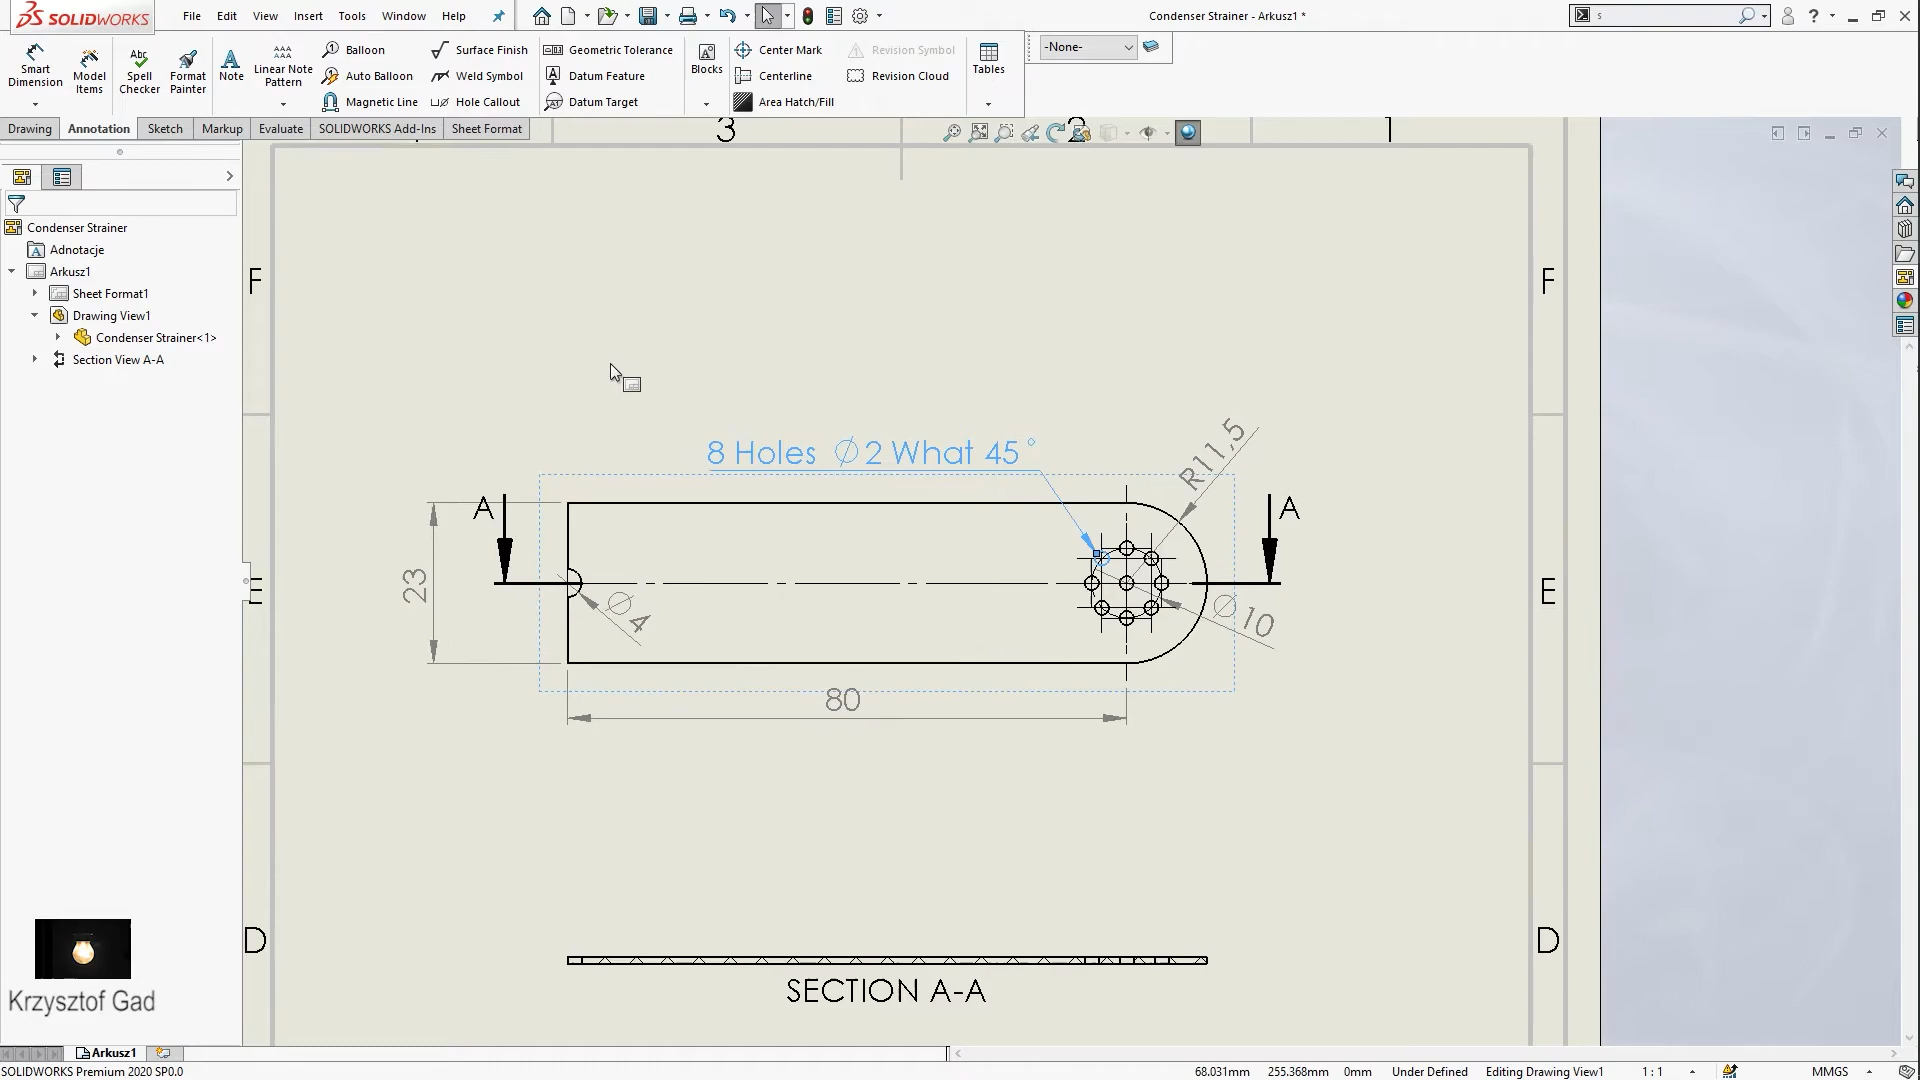 SOLIDWORKS
File Edit View Insert Tools Window Help
Condenser Strainer - Arkusz1 *
s
Smart Dimension
Model Items
Abc
Spell Checker
Format Painter
Note
Linear Note Pattern
Balloon
Auto Balloon
Magnetic Line
Surface Finish
Weld Symbol
Hole Callout
Geometric Tolerance
Datum Feature
Datum Target
Blocks
Center Mark
Centerline
Area Hatch/Fill
Revision Symbol
Revision Cloud
Tables
-None-
Drawing Annotation Sketch Markup Evaluate SOLIDWORKS Add-Ins Sheet Format
3 2 1
Condenser Strainer
Adnotacje
Arkusz1
Sheet Format1
Drawing View1
Condenser Strainer<1>
Section View A-A
F F
8 Holes ∅2 What 45°
R11,5
A A
23
∅4
∅10
E E
80
D D
SECTION A-A
Krzysztof Gad
Arkusz1
SOLIDWORKS Premium 2020 SP0.0
68.031mm 255.368mm 0mm Under Defined Editing Drawing View1 1 : 1 MMGS